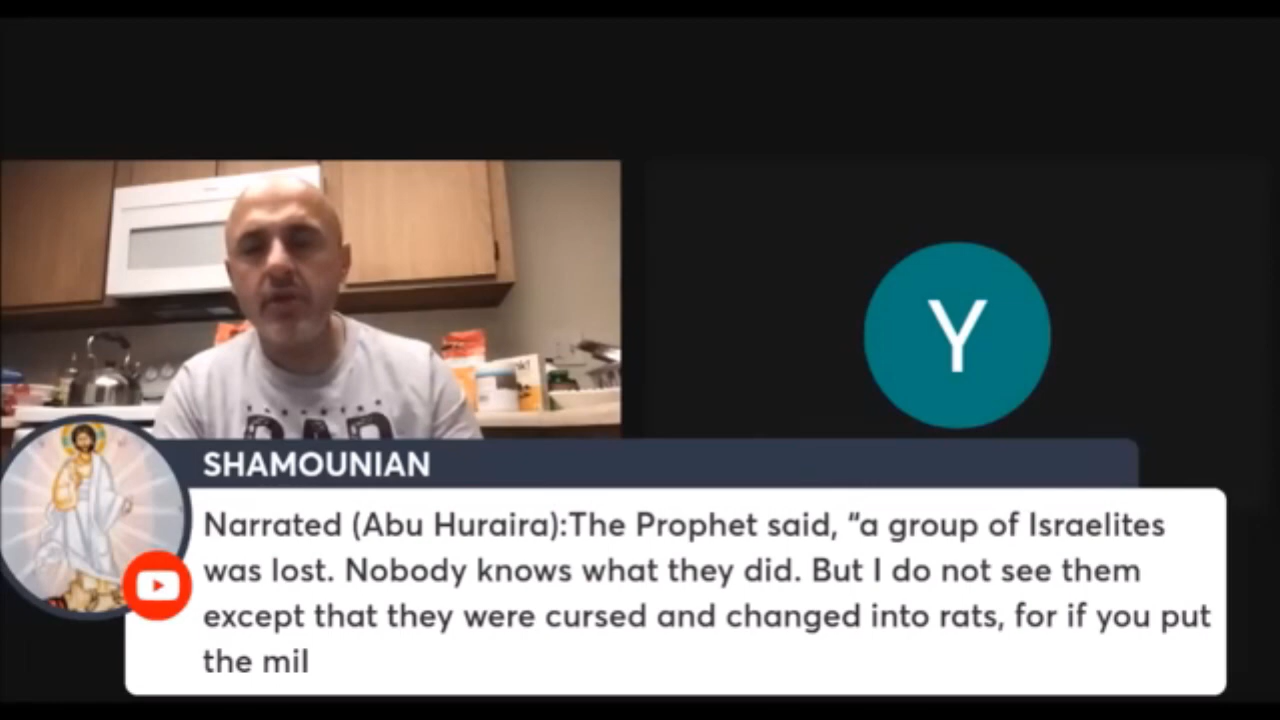 Y
DAD
SHAMOUNIAN
Narrated (Abu Huraira):The Prophet said, "a group of Israelites
was lost. Nobody knows what they did. But I do not see them
except that they were cursed and changed into rats, for if you put
the mil